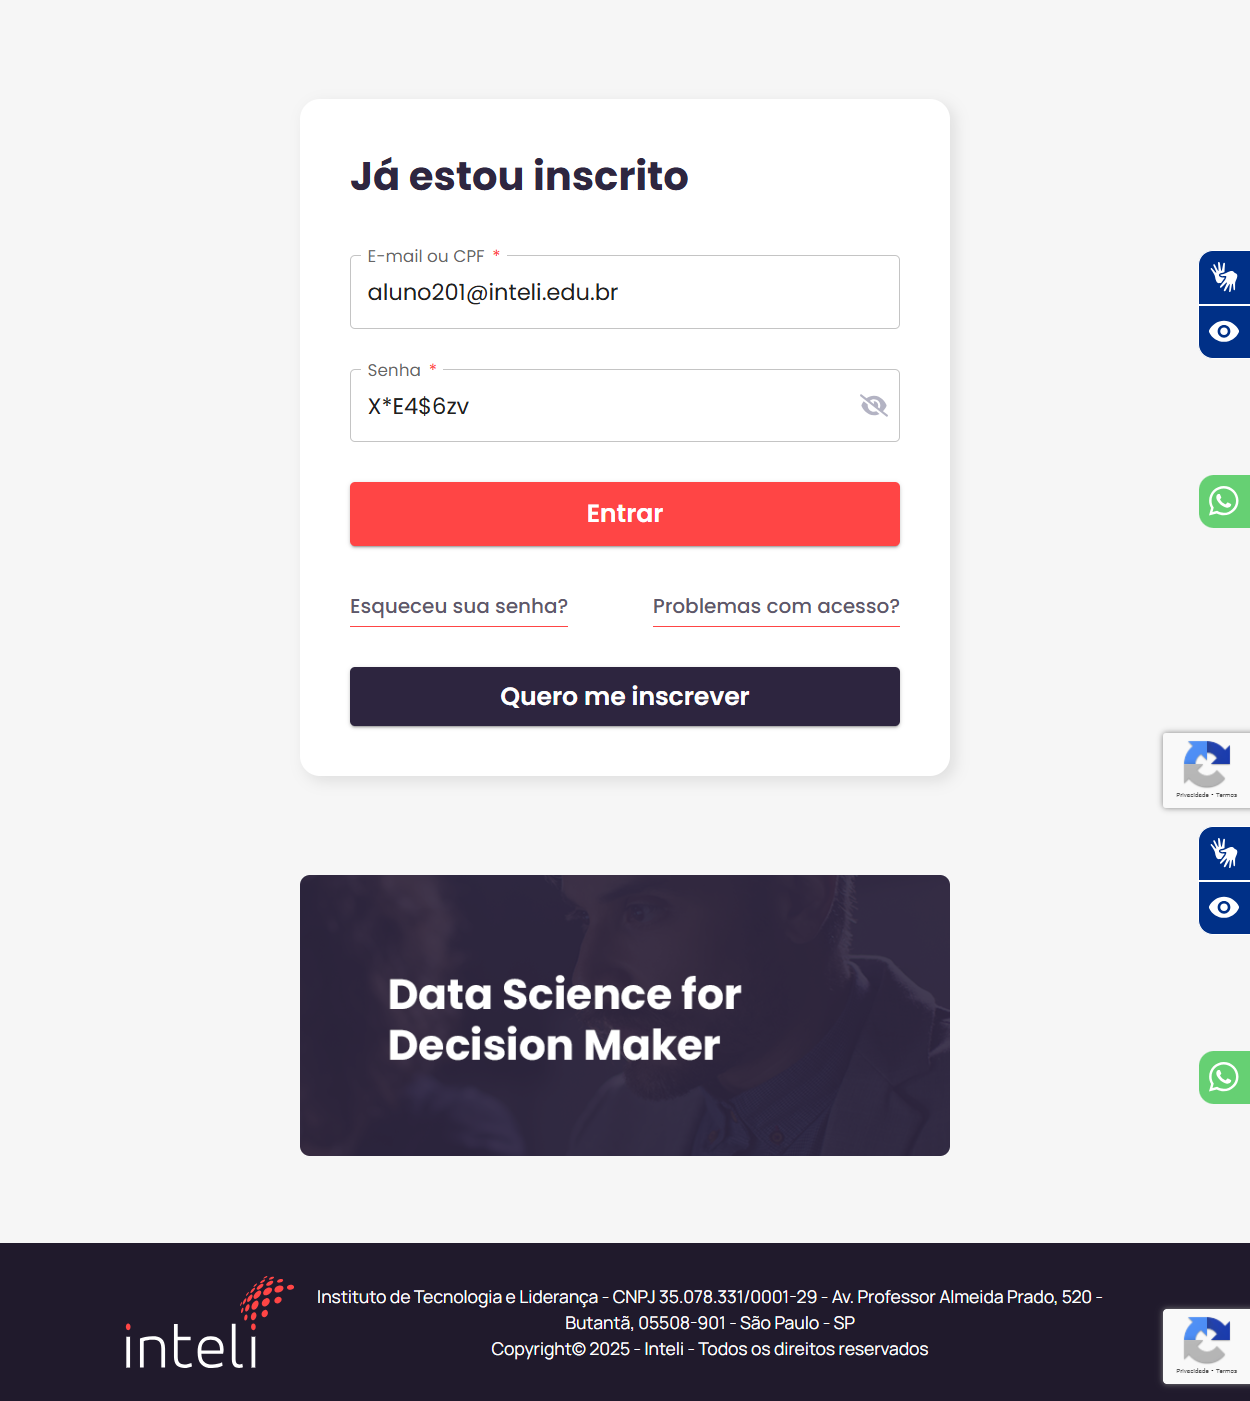 Já estou inscrito
E-mail ou CPF *
aluno201@inteli.edu.br
Senha *
X*E4$6zv
Entrar
Esqueceu sua senha?
Problemas com acesso?
Quero me inscrever
Privacidade - Termos
Data Science for
Decision Maker
inteli
Instituto de Tecnologia e Liderança - CNPJ 35.078.331/0001-29 - Av. Professor Almeida Prado, 520 -
Butantã, 05508-901 - São Paulo - SP
Copyright© 2025 - Inteli - Todos os direitos reservados
Privacidade - Termos